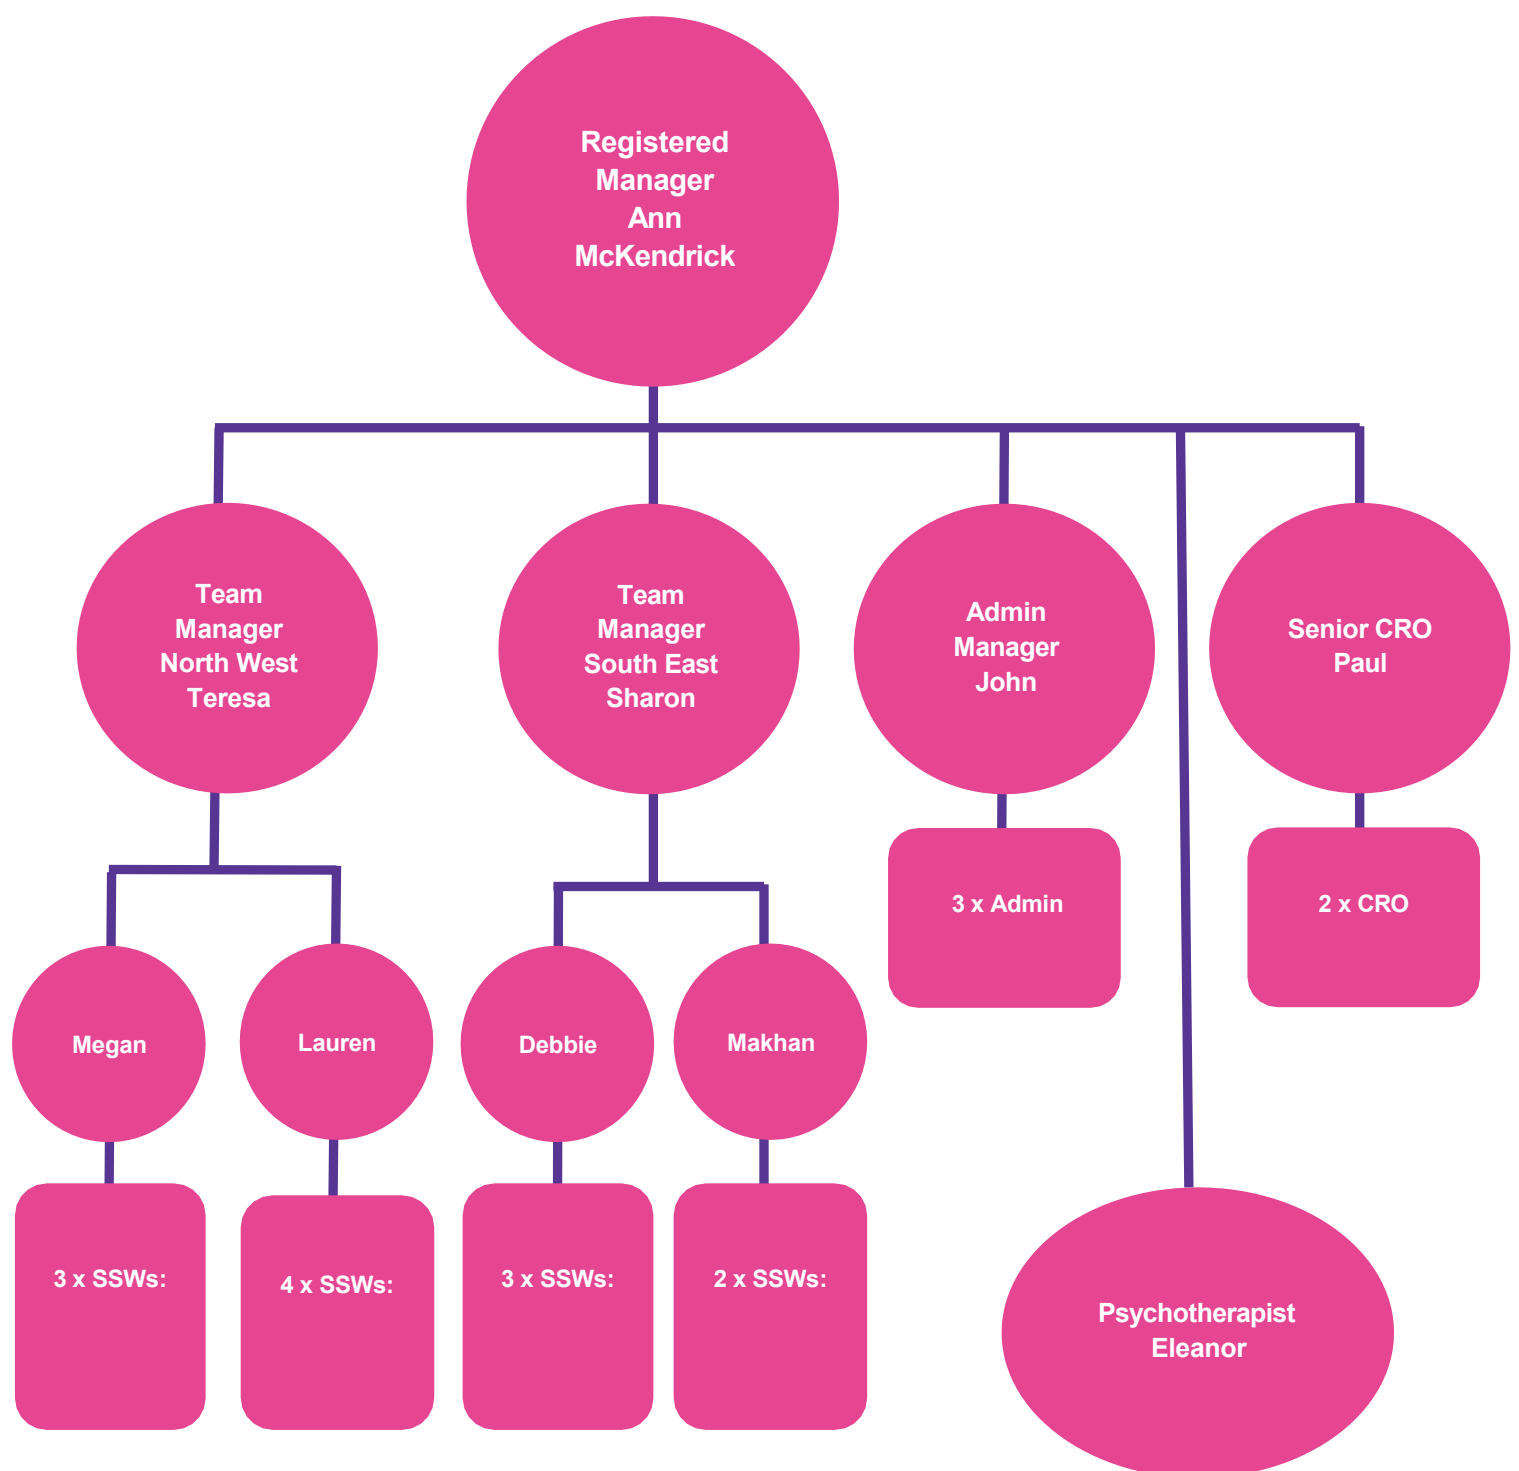 Registered
Manager
Ann
McKendrick
Team
Manager
North West
Teresa
Team
Manager
South East
Sharon
Admin
Manager
John
Senior CRO
Paul
3 x Admin
2 x CRO
Megan
Lauren
Debbie
Makhan
3 x SSWs:
4 x SSWs:
3 x SSWs:
2 x SSWs:
Psychotherapist
Eleanor